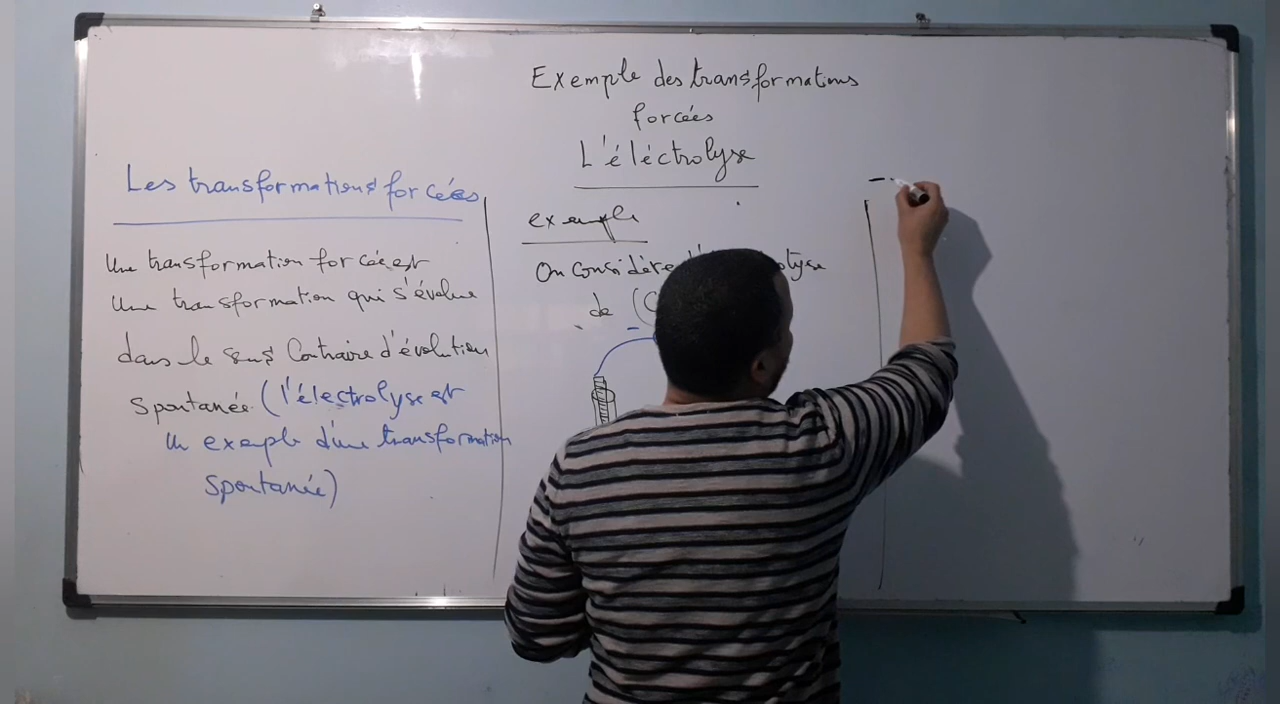 Les transformations forcées
Une transformation forcée est
Une transformation qui s'évolue
dans le sens Contraire d'évolution
spontanée (l'électrolyse est
un exemple d'une transformation
spontanée)
Exemple des transformations
forcées
L'éléctrolyse
exemple
On considère
de (C